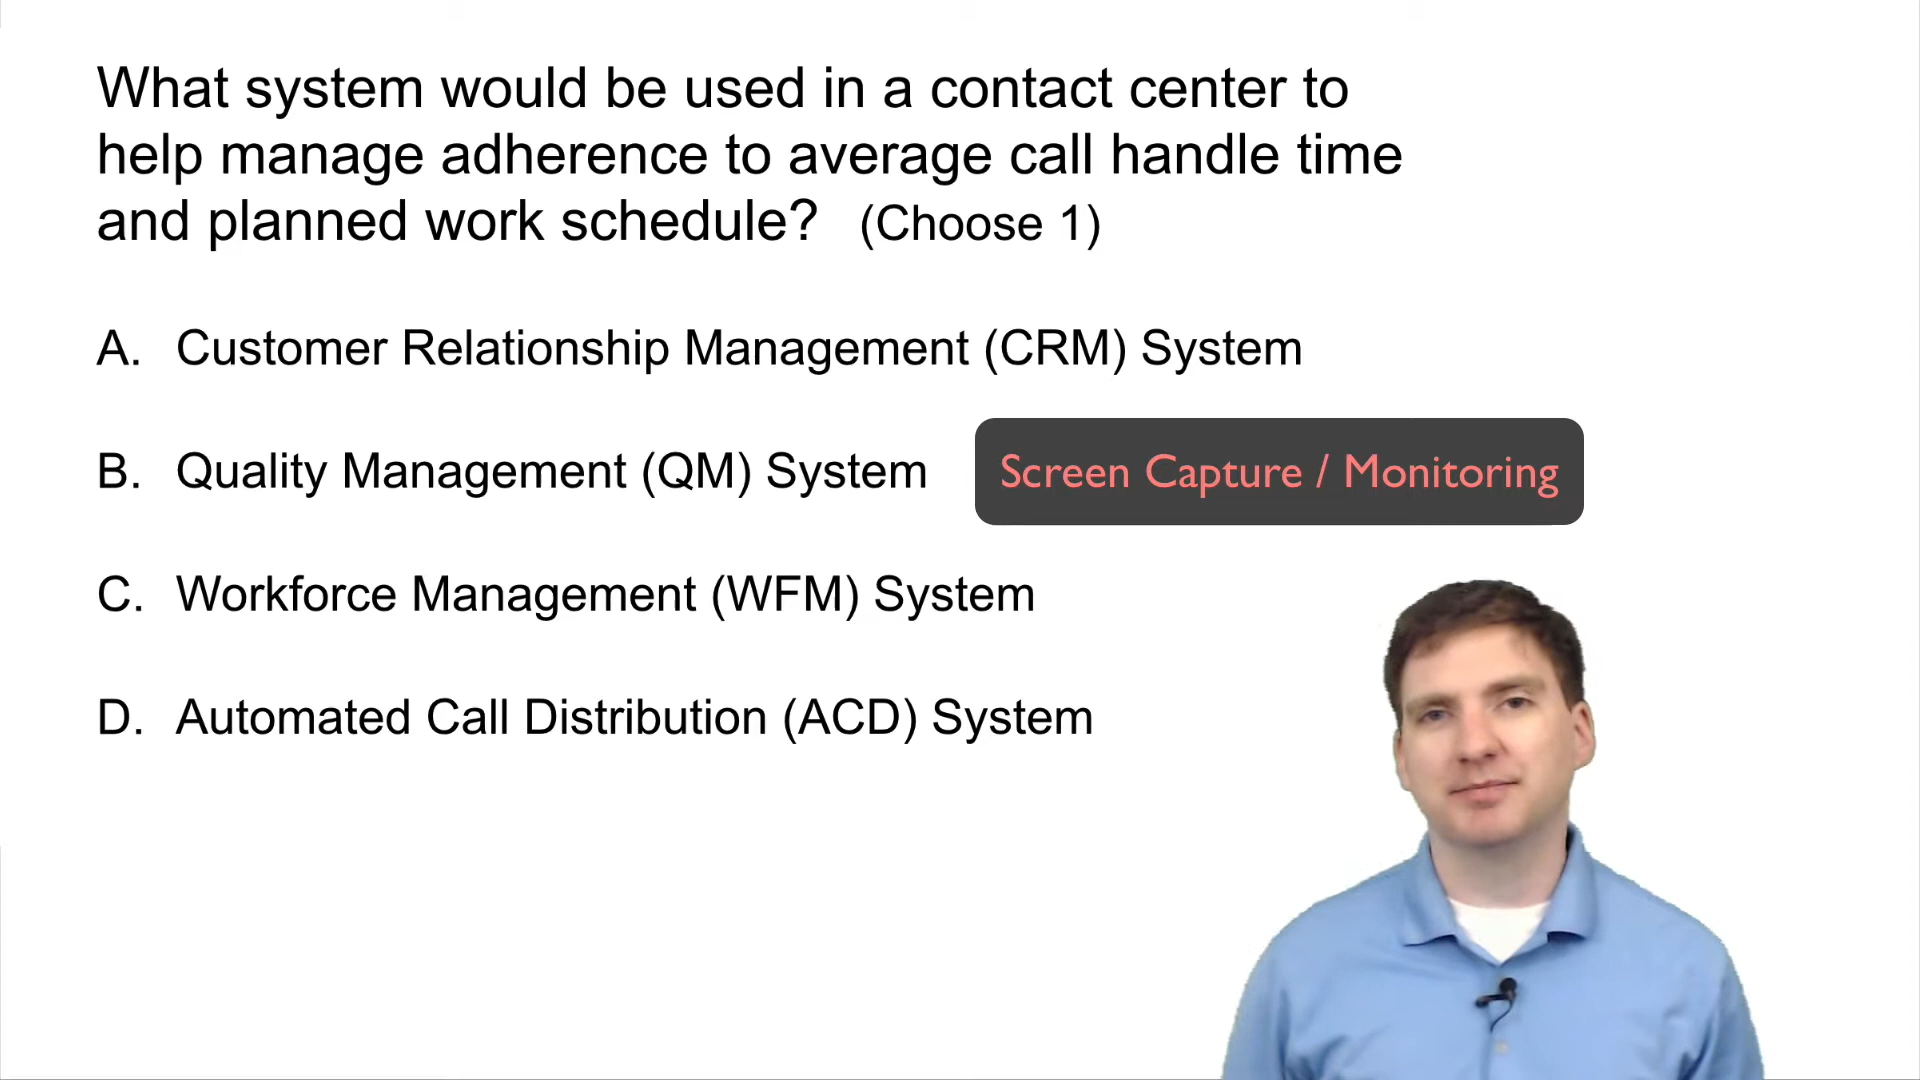 What system would be used in a contact center to
help manage adherence to average call handle time
and planned work schedule? (Choose 1)
A. Customer Relationship Management (CRM) System
B. Quality Management (QM) System Screen Capture / Monitoring
C. Workforce Management (WFM) System
D. Automated Call Distribution (ACD) System